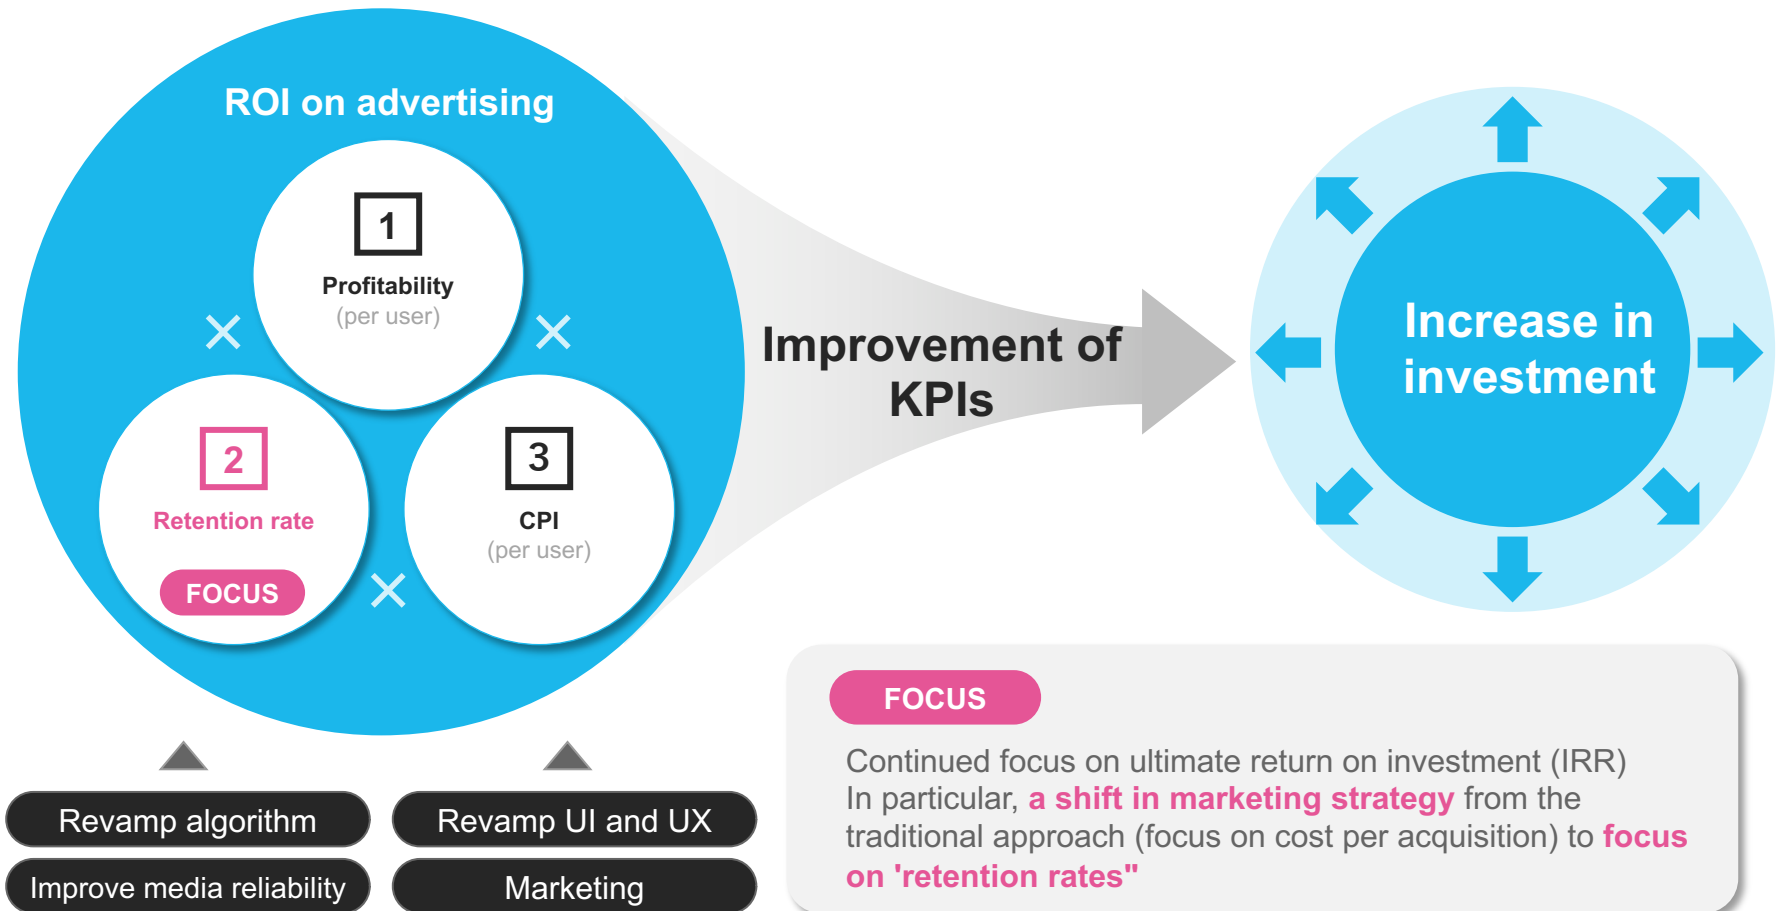 ROI on advertising
1
Profitability
(per user)
2
Retention rate
FOCUS
3
CPI
(per user)
Improvement of
KPIs
Increase in
investment
Revamp algorithm
Revamp UI and UX
Improve media reliability
Marketing
FOCUS
Continued focus on ultimate return on investment (IRR)
In particular, a shift in marketing strategy from the
traditional approach (focus on cost per acquisition) to focus
on 'retention rates"